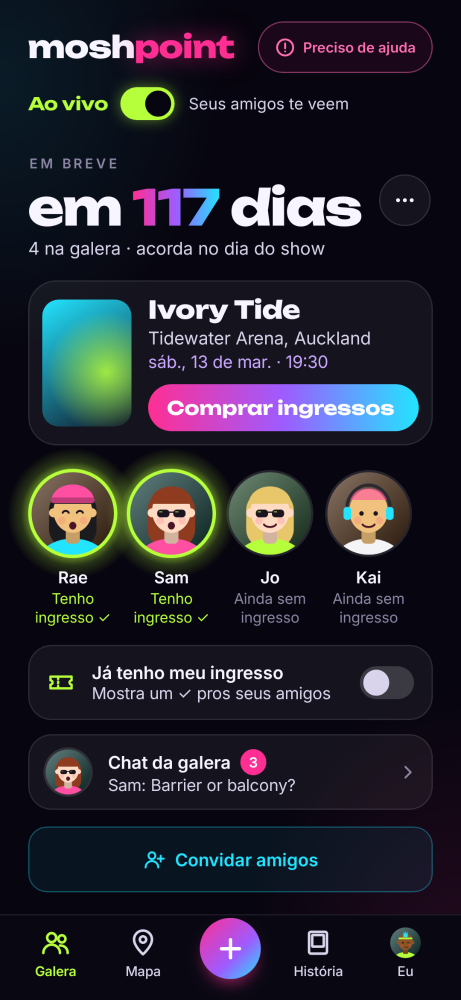 moshpoint
Preciso de ajuda
Ao vivo
Seus amigos te veem
EM BREVE
em 117 dias
4 na galera · acorda no dia do show
Ivory Tide
Tidewater Arena, Auckland
sáb., 13 de mar. · 19:30
Comprar ingressos
Rae
Tenho
ingresso ✓
Sam
Tenho
ingresso ✓
Jo
Ainda sem
ingresso
Kai
Ainda sem
ingresso
Já tenho meu ingresso
Mostra um ✓ pros seus amigos
Chat da galera 3
Sam: Barrier or balcony?
Convidar amigos
Galera
Mapa
História
Eu